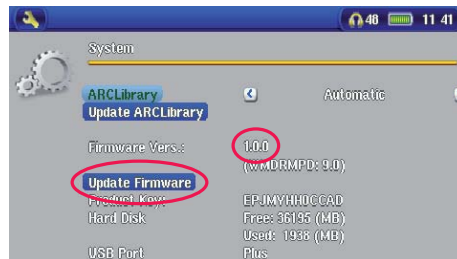 48 11 41
System
ARCLibrary Automatic
Update ARCLibrary
Firmware Vers.: 1.0.0
(WMDRMPD: 9.0)
Update Firmware
Product Key: EPJMYHH0CCAD
Hard Disk Free: 36195 (MB)
Used: 1938 (MB)
USB Port Plus